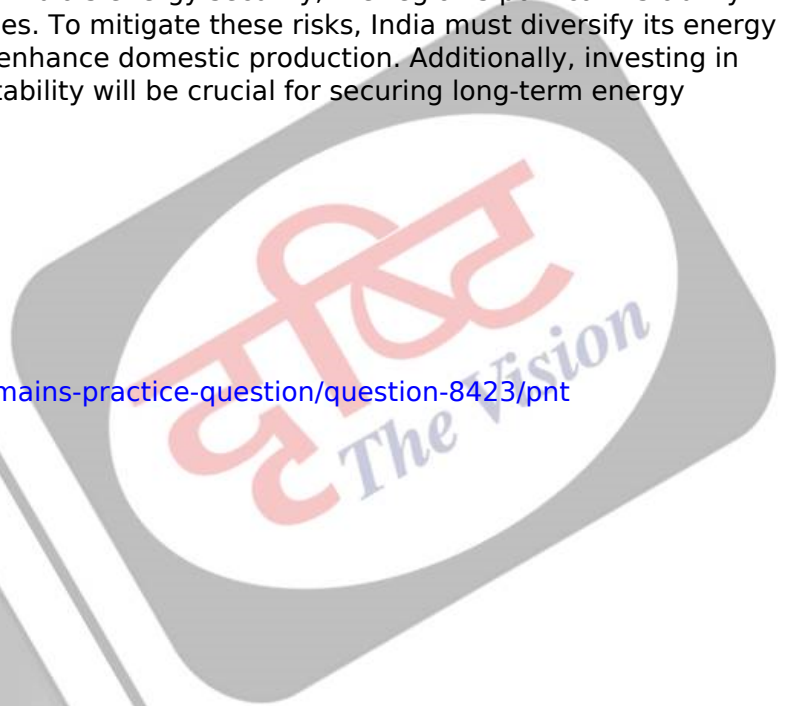 es. To mitigate these risks, India must diversify its energy
enhance domestic production. Additionally, investing in
tability will be crucial for securing long-term energy
दृष्टि
The Vision
mains-practice-question/question-8423/pnt